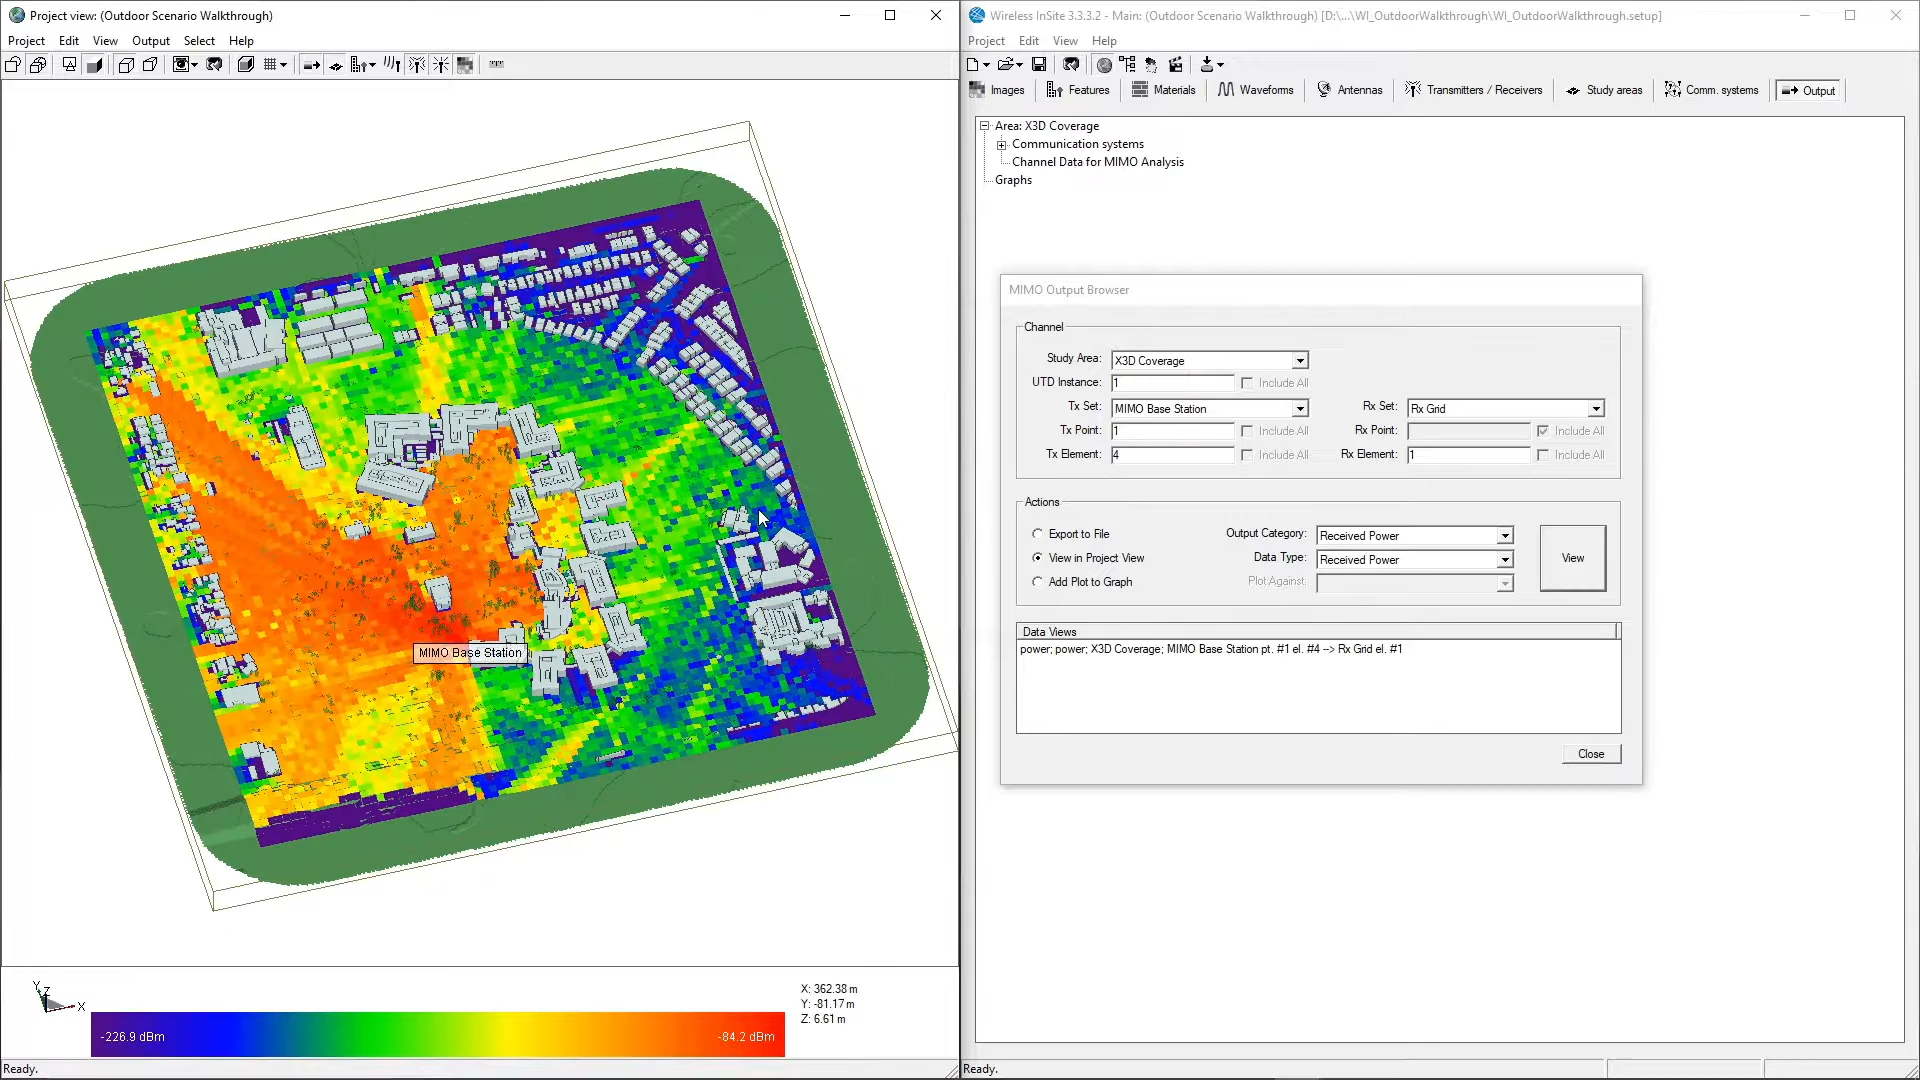 Project view: (Outdoor Scenario Walkthrough)
Project Edit View Output Select Help
MIMO Base Station
Y Z X
X: 362.38 m
Y: -81.17 m
Z: 6.61 m
-226.9 dBm -84.2 dBm
Ready.
Wireless InSite 3.3.3.2 - Main: (Outdoor Scenario Walkthrough) [D:\...\WI_OutdoorWalkthrough\WI_OutdoorWalkthrough.setup]
Project Edit View Help
Images Features Materials Waveforms Antennas Transmitters / Receivers Study areas Comm. systems Output
Area: X3D Coverage
Communication systems
Channel Data for MIMO Analysis
Graphs
MIMO Output Browser
Channel
Study Area: X3D Coverage
UTD Instance: 1 Include All
Tx Set: MIMO Base Station Rx Set: Rx Grid
Tx Point: 1 Include All Rx Point: Include All
Tx Element: 4 Include All Rx Element: 1 Include All
Actions
Export to File Output Category: Received Power
View in Project View Data Type: Received Power View
Add Plot to Graph Plot Against:
Data Views
power; power; X3D Coverage; MIMO Base Station pt. #1 el. #4 --> Rx Grid el. #1
Close
Ready.